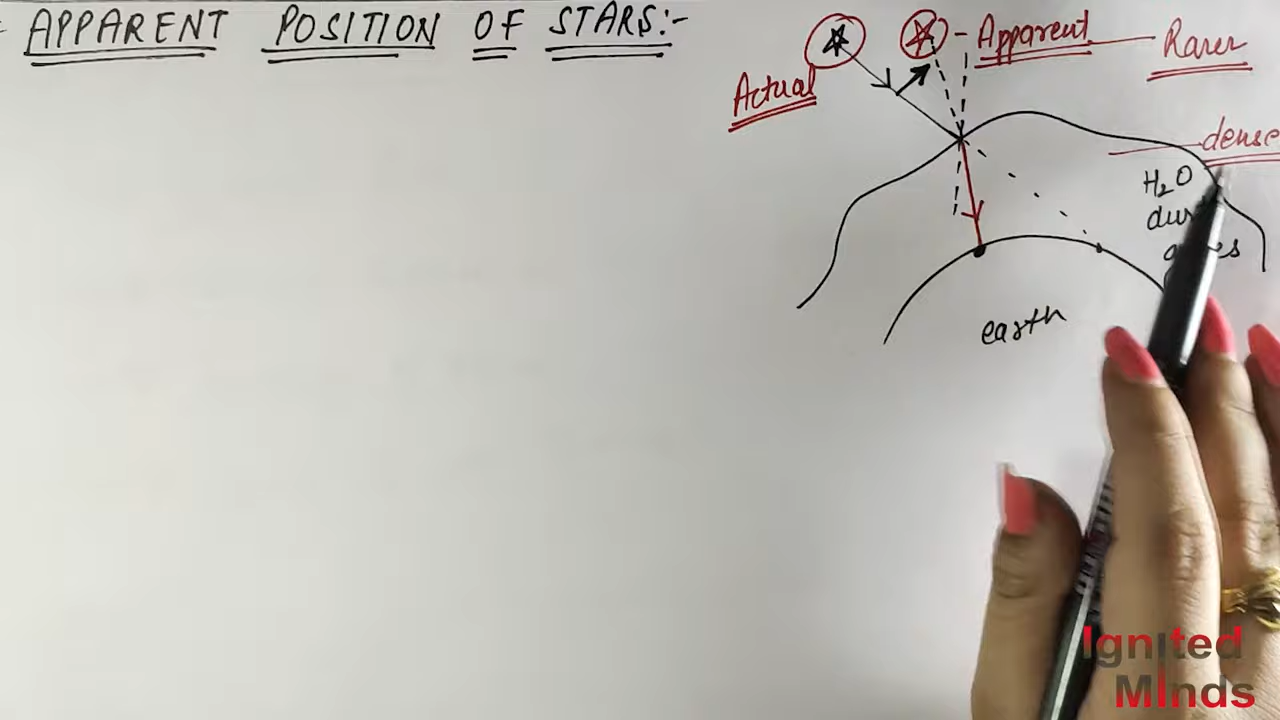 APPARENT POSITION OF STARS:-
Apparent
Rarer
Actual
dense
H₂O
earth
Ignited
Minds